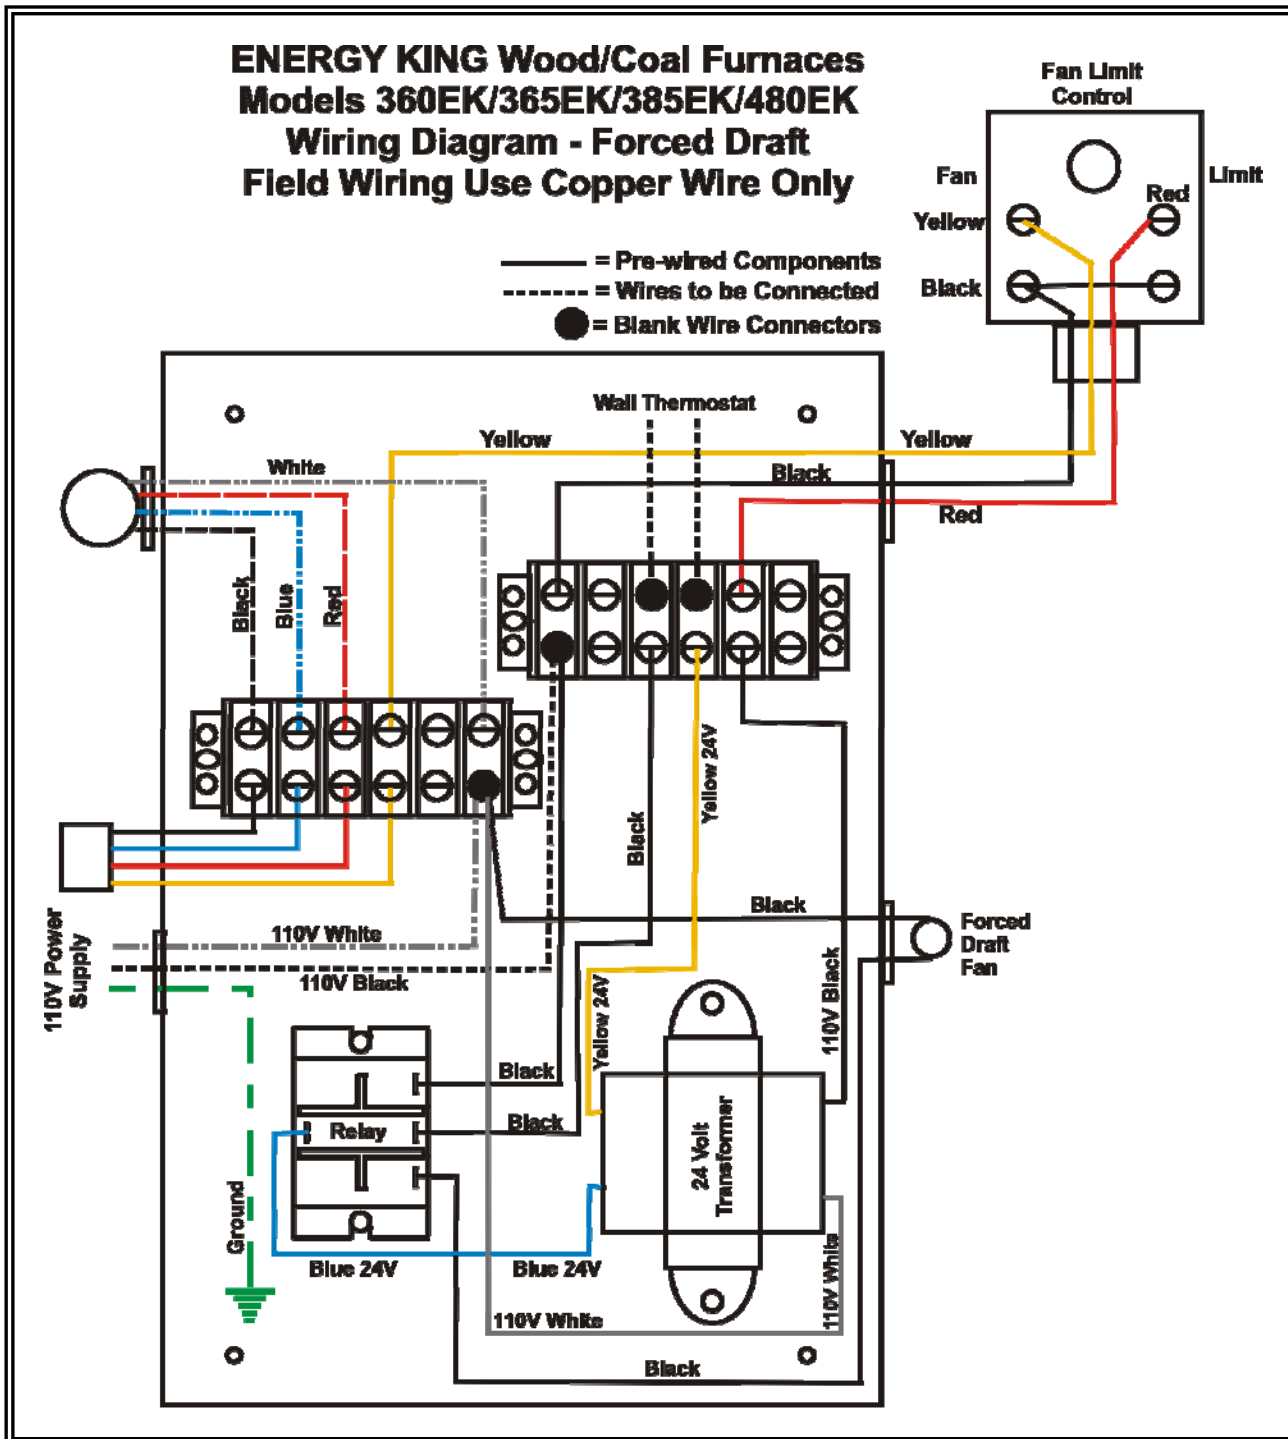 ENERGY KING Wood/Coal Furnaces
Models 360EK/365EK/385EK/480EK
Wiring Diagram - Forced Draft
Field Wiring Use Copper Wire Only
Fan Limit
Control
Fan
Limit
Red
Yellow
Black
= Pre-wired Components
= Wires to be Connected
= Blank Wire Connectors
Wall Thermostat
Yellow
Yellow
White
Black
Red
Black
Blue
Red
Yellow 24V
Black
Black
Forced
Draft
Fan
110V Power
Supply
110V White
110V Black
Yellow 24V
110V Black
Black
Black
Relay
24 Volt
Transformer
Ground
Blue 24V
Blue 24V
110V White
110V White
Black